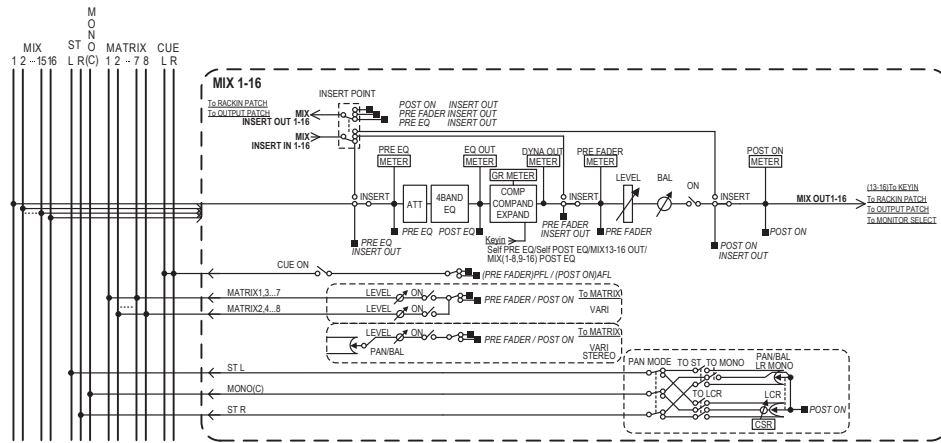 MONO(C)
ST
MIX MATRIX CUE
1 2 ··· 15 16 L R 1 2 ··· 7 8 L R
MIX 1-16
INSERT POINT
To RACKIN PATCH
To OUTPUT PATCH
MIX
INSERT OUT 1-16
MIX
INSERT IN 1-16
POST ON INSERT OUT
PRE FADER INSERT OUT
PRE EQ INSERT OUT
PRE EQ
METER
EQ OUT
METER
DYNA OUT
METER
PRE FADER
METER
POST ON
METER
GR METER
INSERT
ATT
4BAND
EQ
COMP
COMPAND
EXPAND
INSERT
LEVEL
BAL
ON
INSERT
MIX OUT1-16
(13-16)To KEYIN
To RACKIN PATCH
To OUTPUT PATCH
To MONITOR SELECT
PRE EQ
INSERT OUT
PRE EQ
POST EQ
Keyin
Self PRE EQ/Self POST EQ/MIX13-16 OUT/
MIX(1-8,9-16) POST EQ
PRE FADER
INSERT OUT
PRE FADER
POST ON
INSERT OUT
POST ON
CUE ON
(PRE FADER)PFL / (POST ON)AFL
MATRIX1,3...7
LEVEL ON
PRE FADER / POST ON
To MATRIX
VARI
MATRIX2,4...8
LEVEL ON
LEVEL ON
PAN/BAL
PRE FADER / POST ON
To MATRIX
VARI
STEREO
ST L
MONO(C)
ST R
PAN MODE
TO ST
TO MONO
PAN/BAL
LR MONO
TO LCR
LCR
CSR
POST ON